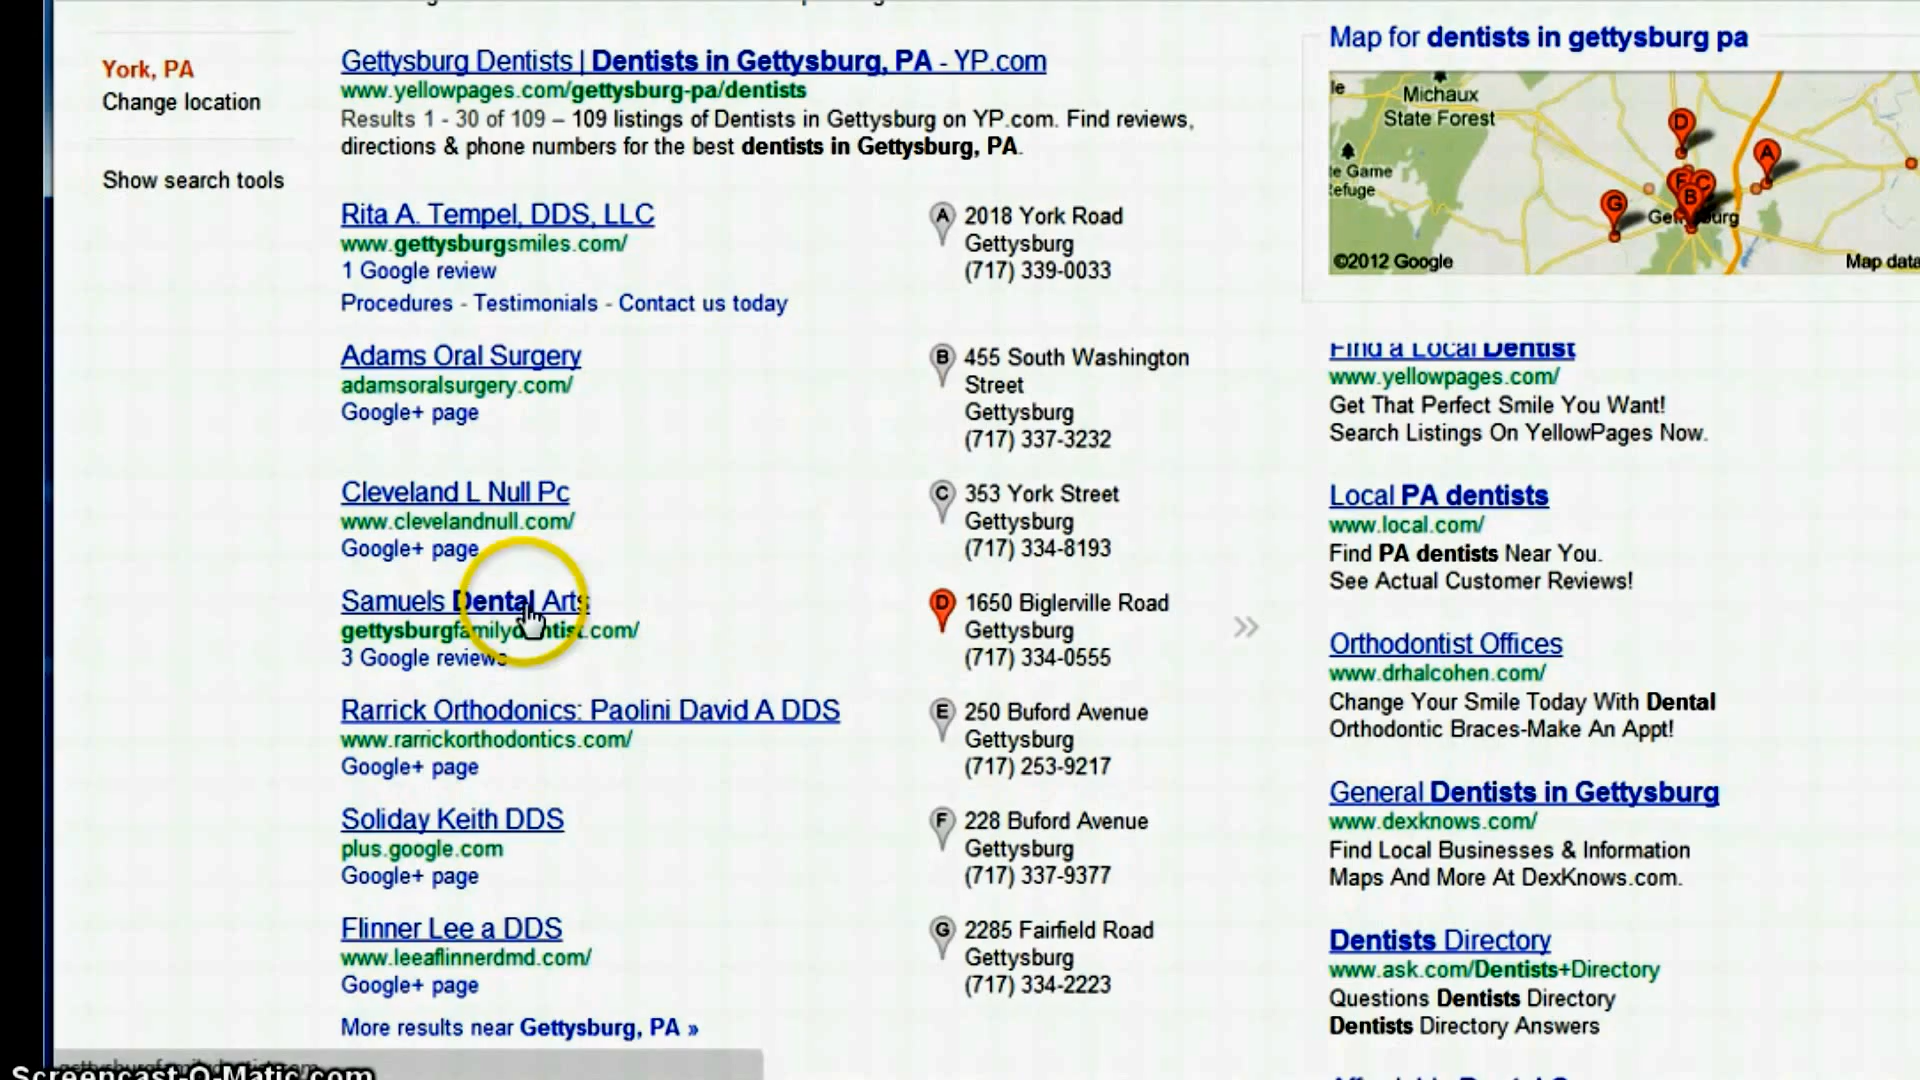 York, PA
Change location
Show search tools
Gettysburg Dentists | Dentists in Gettysburg, PA - YP.com
www.yellowpages.com/gettysburg-pa/dentists
Results 1 - 30 of 109 – 109 listings of Dentists in Gettysburg on YP.com. Find reviews,
directions & phone numbers for the best dentists in Gettysburg, PA.
Rita A. Tempel, DDS, LLC
www.gettysburgsmiles.com/
1 Google review
Procedures - Testimonials - Contact us today
A 2018 York Road
Gettysburg
(717) 339-0033
Adams Oral Surgery
adamsoralsurgery.com/
Google+ page
B 455 South Washington
Street
Gettysburg
(717) 337-3232
Cleveland L Null Pc
www.clevelandnull.com/
Google+ page
C 353 York Street
Gettysburg
(717) 334-8193
Samuels Dental Arts
gettysburgfamilydentist.com/
3 Google reviews
D 1650 Biglerville Road
Gettysburg
(717) 334-0555
Rarrick Orthodonics: Paolini David A DDS
www.rarrickorthodontics.com/
Google+ page
E 250 Buford Avenue
Gettysburg
(717) 253-9217
Soliday Keith DDS
plus.google.com
Google+ page
F 228 Buford Avenue
Gettysburg
(717) 337-9377
Flinner Lee a DDS
www.leeaflinnerdmd.com/
Google+ page
G 2285 Fairfield Road
Gettysburg
(717) 334-2223
More results near Gettysburg, PA »
Map for dentists in gettysburg pa
le
Michaux
State Forest
te Game
Refuge
D
A
F C
B
G
Gettysburg
©2012 Google
Map data
Find a Local Dentist
www.yellowpages.com/
Get That Perfect Smile You Want!
Search Listings On YellowPages Now.
Local PA dentists
www.local.com/
Find PA dentists Near You.
See Actual Customer Reviews!
Orthodontist Offices
www.drhalcohen.com/
Change Your Smile Today With Dental
Orthodontic Braces-Make An Appt!
General Dentists in Gettysburg
www.dexknows.com/
Find Local Businesses & Information
Maps And More At DexKnows.com.
Dentists Directory
www.ask.com/Dentists+Directory
Questions Dentists Directory
Dentists Directory Answers
Screencast-O-Matic.com